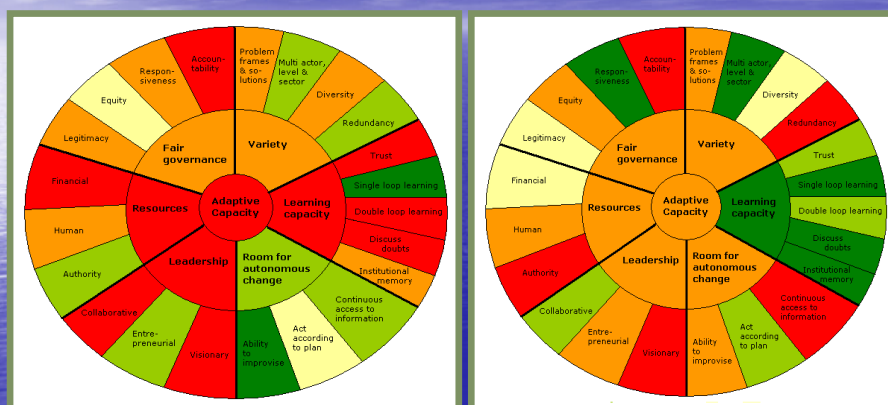 Problem
frames
& so-
lutions
Multi actor,
level &
sector
Diversity
Redundancy
Trust
Single loop learning
Double loop learning
Discuss
doubts
Institutional
memory
Continuous
access to
information
Act
according
to plan
Ability
to
improvise
Visionary
Entre-
preneurial
Collaborative
Authority
Human
Financial
Legitimacy
Equity
Respon-
siveness
Accoun-
tability
Fair
governance
Variety
Learning
capacity
Room for
autonomous
change
Leadership
Resources
Adaptive
Capacity
Problem
frames
& so-
lutions
Multi actor,
level &
sector
Diversity
Redundancy
Trust
Single loop learning
Double loop learning
Discuss
doubts
Institutional
memory
Continuous
access to
information
Act
according
to plan
Ability
to
improvise
Visionary
Entre-
preneurial
Collaborative
Authority
Human
Financial
Legitimacy
Equity
Respon-
siveness
Accoun-
tability
Fair
governance
Variety
Learning
capacity
Room for
autonomous
change
Leadership
Resources
Adaptive
Capacity